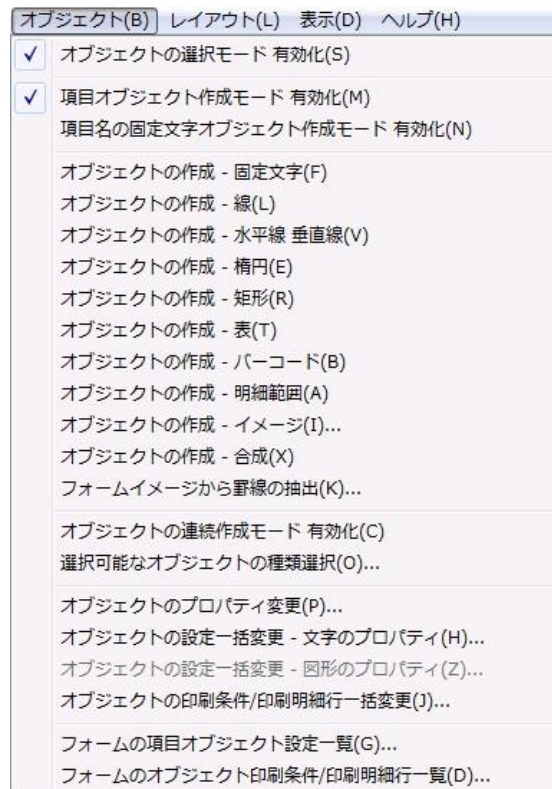 オブジェクト(B) レイアウト(L) 表示(D) ヘルプ(H)
オブジェクトの選択モード 有効化(S)
項目オブジェクト作成モード 有効化(M)
項目名の固定文字オブジェクト作成モード 有効化(N)
オブジェクトの作成 - 固定文字(F)
オブジェクトの作成 - 線(L)
オブジェクトの作成 - 水平線 垂直線(V)
オブジェクトの作成 - 楕円(E)
オブジェクトの作成 - 矩形(R)
オブジェクトの作成 - 表(T)
オブジェクトの作成 - バーコード(B)
オブジェクトの作成 - 明細範囲(A)
オブジェクトの作成 - イメージ(I)...
オブジェクトの作成 - 合成(X)
フォームイメージから罫線の抽出(K)...
オブジェクトの連続作成モード 有効化(C)
選択可能なオブジェクトの種類選択(O)...
オブジェクトのプロパティ変更(P)...
オブジェクトの設定一括変更 - 文字のプロパティ(H)...
オブジェクトの設定一括変更 - 図形のプロパティ(Z)...
オブジェクトの印刷条件/印刷明細行一括変更(J)...
フォームの項目オブジェクト設定一覧(G)...
フォームのオブジェクト印刷条件/印刷明細行一覧(D)...